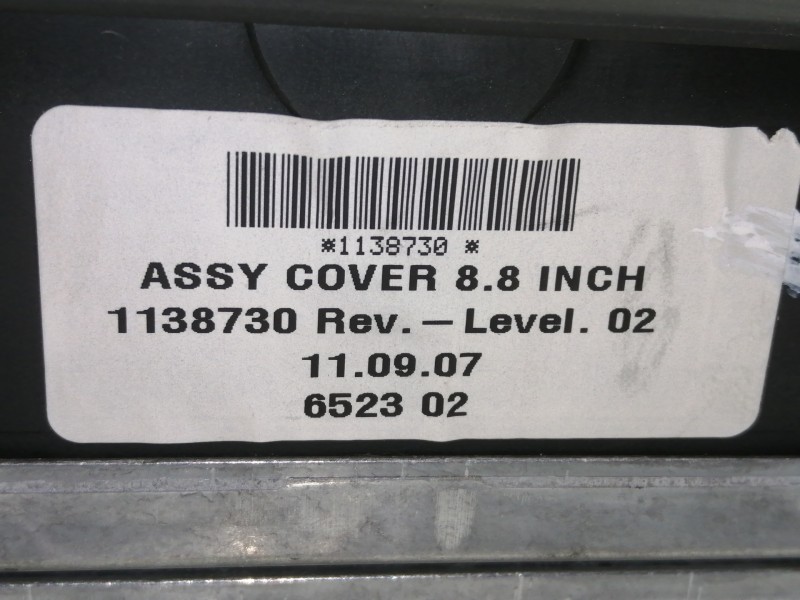 *1138730 *
ASSY COVER 8.8 INCH
1138730 Rev.–Level. 02
11.09.07
6523 02